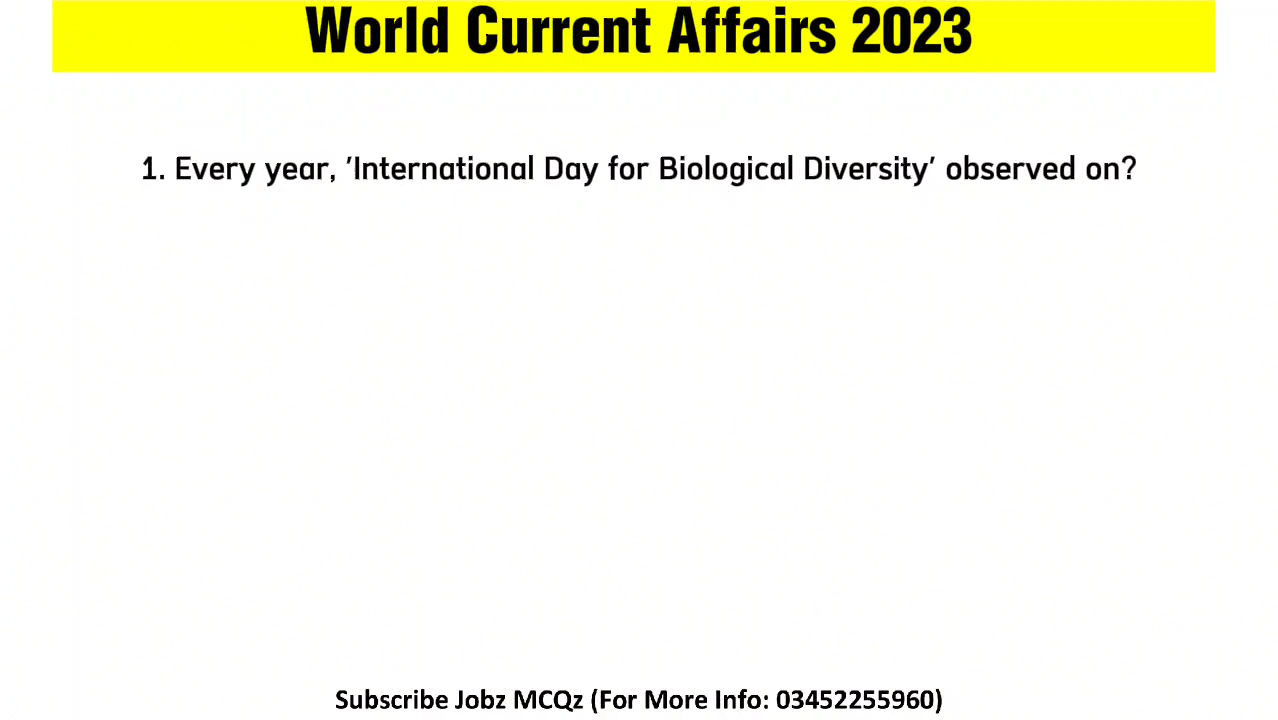 World Current Affairs 2023
1. Every year, 'International Day for Biological Diversity' observed on?
Subscribe Jobz MCQz (For More Info: 03452255960)